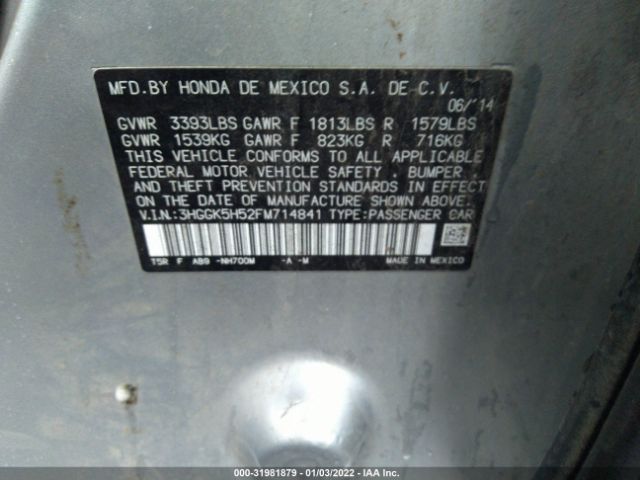 MFD. BY HONDA DE MEXICO S.A. DE C.V.
06/'14
GVWR 3393LBS GAWR F 1813LBS R 1579LBS
GVWR 1539KG GAWR F 823KG R 716KG
THIS VEHICLE CONFORMS TO ALL APPLICABLE
FEDERAL MOTOR VEHICLE SAFETY , BUMPER
AND THEFT PREVENTION STANDARDS IN EFFECT
ON THE DATE OF MANUFACTURE SHOWN ABOVE.
V.I.N.:3HGGK5H52FM714841 TYPE:PASSENGER CAR
T5R F AB9 -NH700M -A -M MADE IN MEXICO
000-31981879 - 01/03/2022 - IAA Inc.